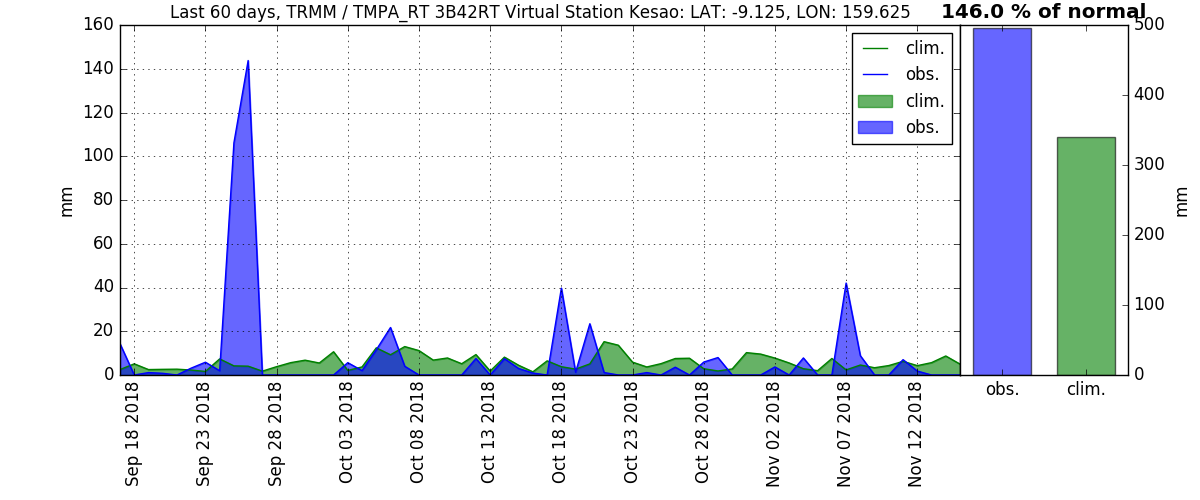 Last 60 days, TRMM / TMPA_RT 3B42RT Virtual Station Kesao: LAT: -9.125, LON: 159.625
146.0 % of normal
160
140
120
100
80
60
40
20
0
mm
clim.
obs.
clim.
obs.
500
400
300
200
100
0
mm
obs.
clim.
Sep 18 2018
Sep 23 2018
Sep 28 2018
Oct 03 2018
Oct 08 2018
Oct 13 2018
Oct 18 2018
Oct 23 2018
Oct 28 2018
Nov 02 2018
Nov 07 2018
Nov 12 2018